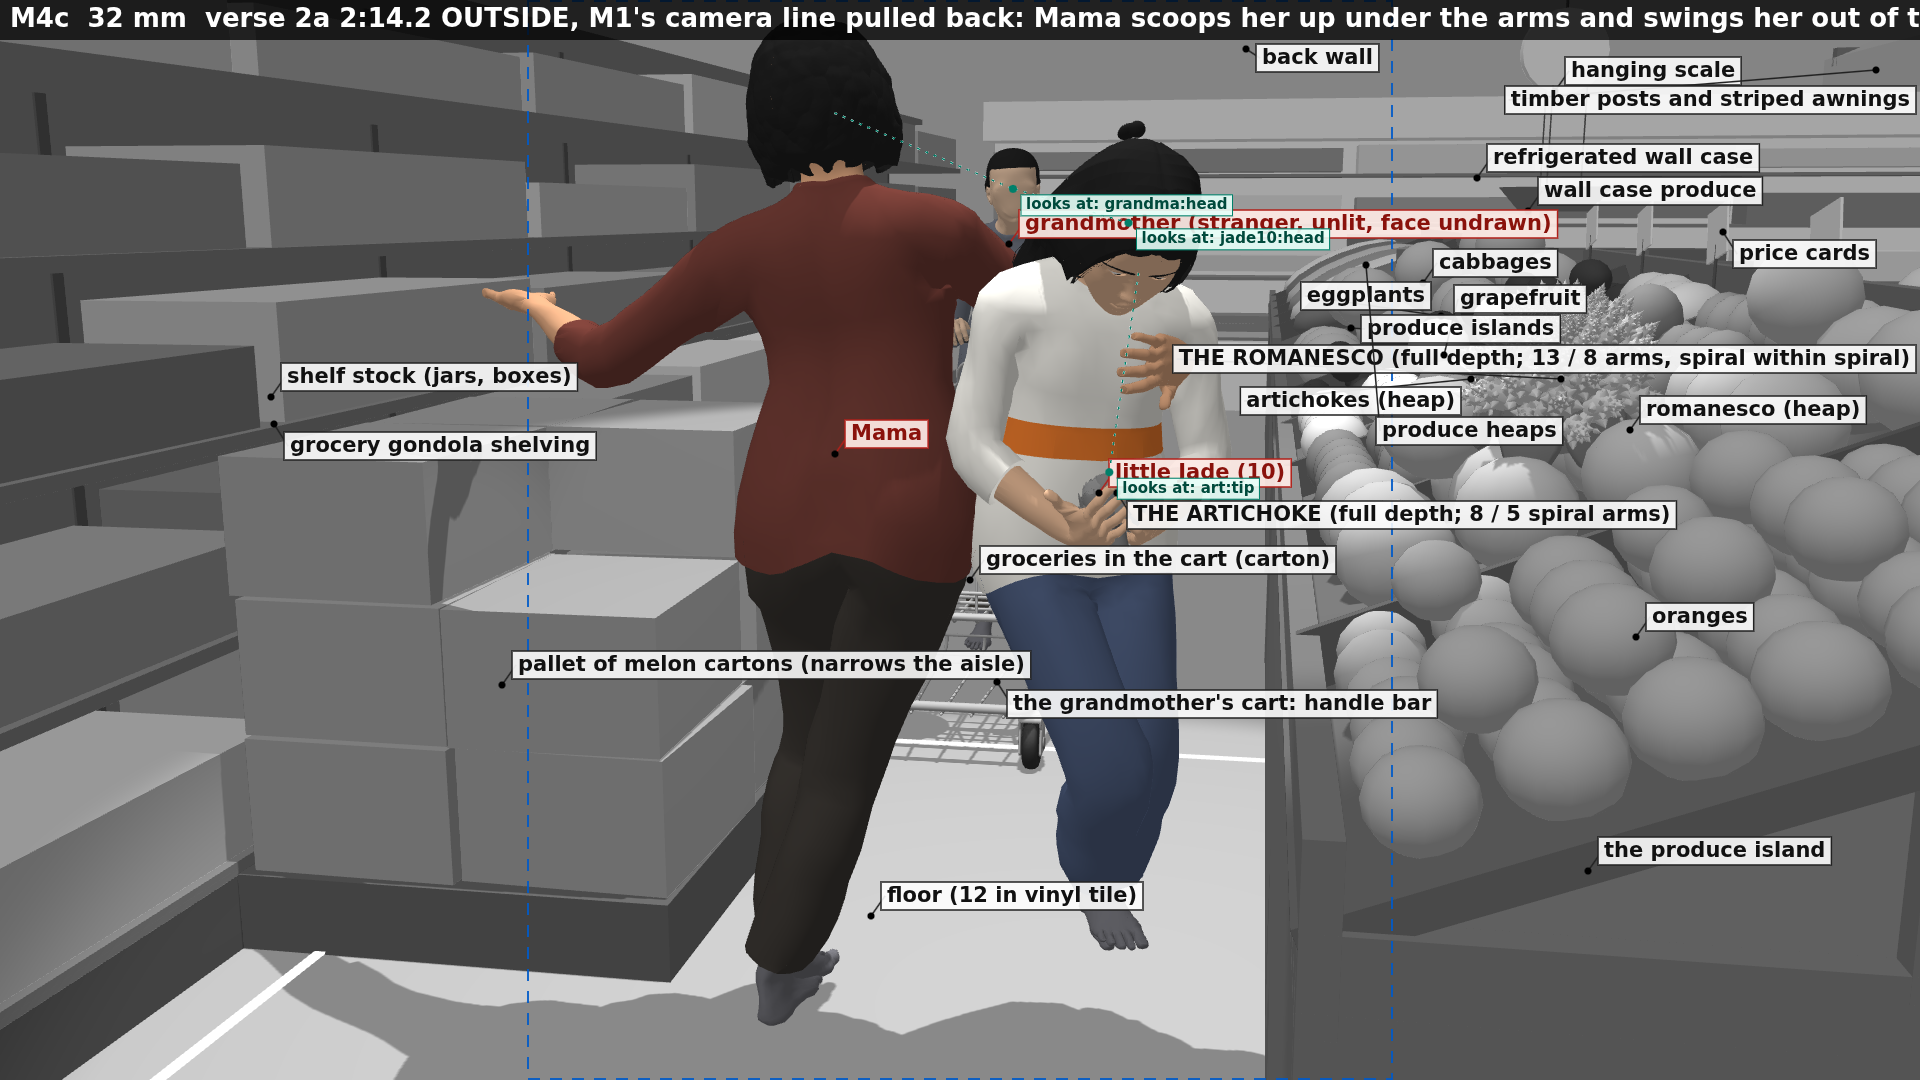 M4c 32 mm verse 2a 2:14.2 OUTSIDE, M1's camera line pulled back: Mama scoops her up under the arms and swings her out of t
back wall
hanging scale
timber posts and striped awnings
refrigerated wall case
wall case produce
looks at: grandma:head
grandmother (stranger, unlit, face undrawn)
looks at: jade10:head
price cards
cabbages
eggplants
grapefruit
produce islands
THE ROMANESCO (full depth; 13 / 8 arms, spiral within spiral)
shelf stock (jars, boxes)
artichokes (heap)
romanesco (heap)
produce heaps
Mama
grocery gondola shelving
little Jade (10)
looks at: art:tip
THE ARTICHOKE (full depth; 8 / 5 spiral arms)
groceries in the cart (carton)
oranges
pallet of melon cartons (narrows the aisle)
the grandmother's cart: handle bar
the produce island
floor (12 in vinyl tile)